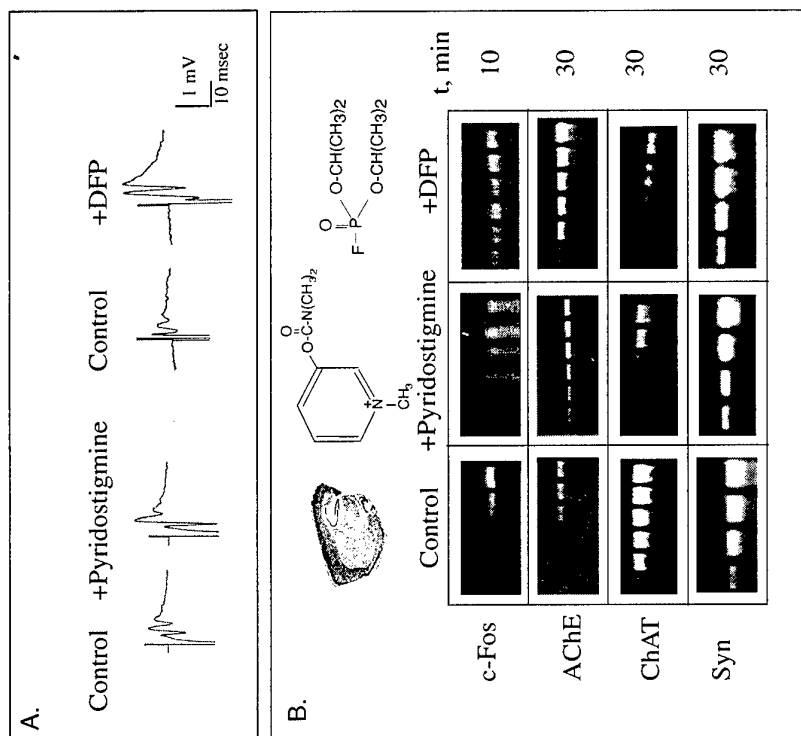 A.
Control +Pyridostigmine Control +DFP
1 mV
10 msec
B.
O
O-C-N(CH3)2
N+
CH3
O
F P O-CH(CH3)2
O-CH(CH3)2
Control +Pyridostigmine +DFP t, min
c-Fos 10
AChE 30
ChAT 30
Syn 30